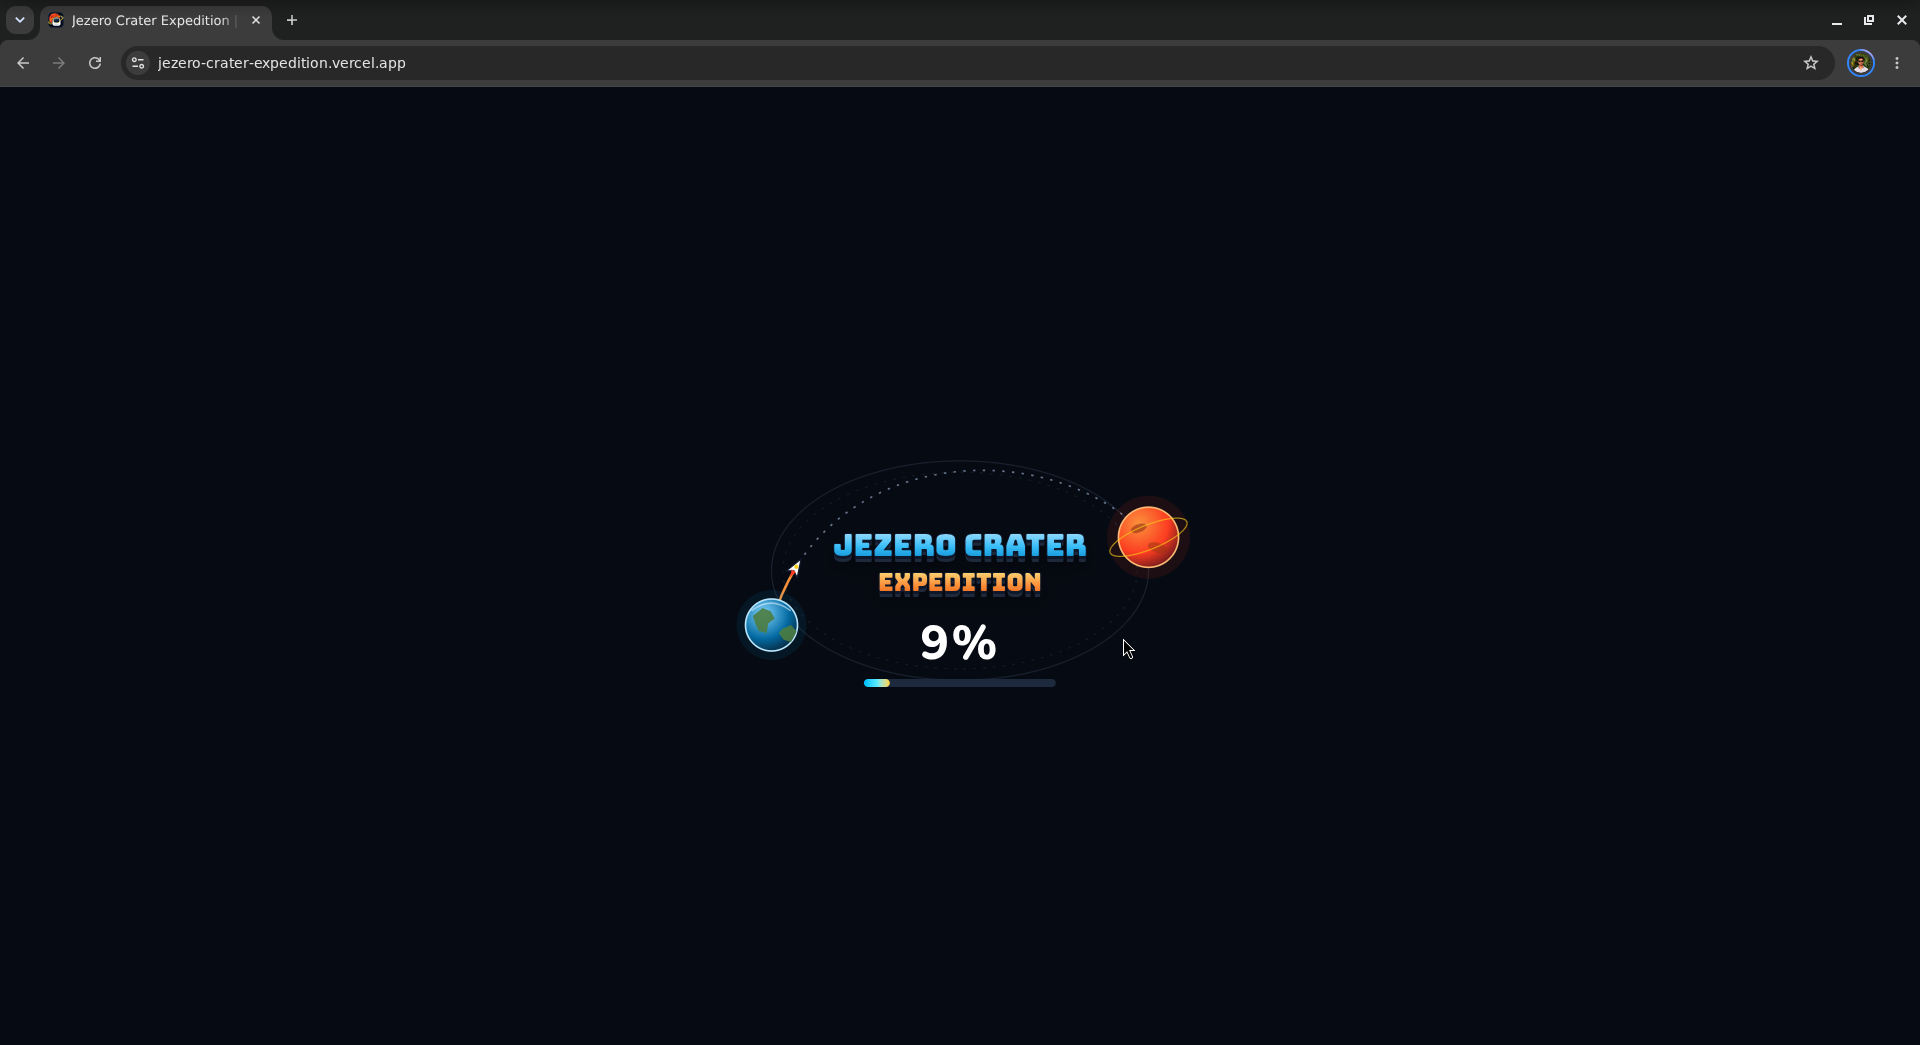 Jezero Crater Expedition |
jezero-crater-expedition.vercel.app
JEZERO CRATER
EXPEDITION
9%